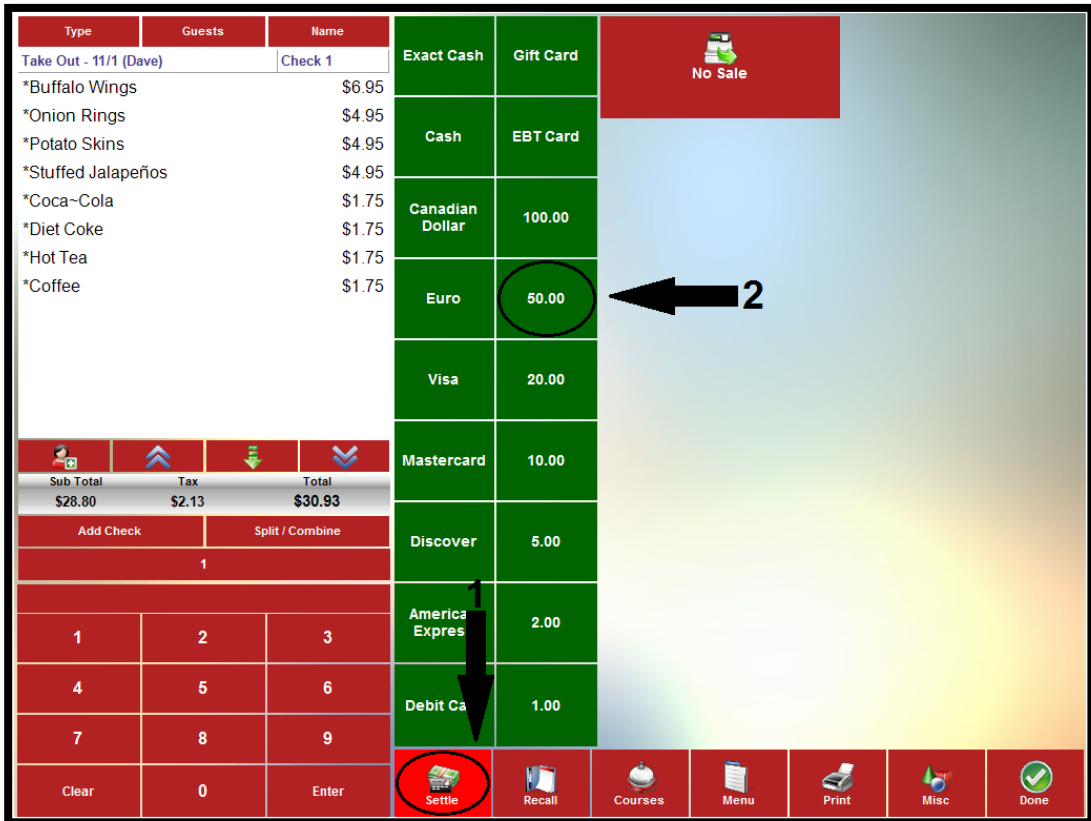 Type Guests Name
Take Out - 11/1 (Dave) Check 1
*Buffalo Wings $6.95
*Onion Rings $4.95
*Potato Skins $4.95
*Stuffed Jalapeños $4.95
*Coca~Cola $1.75
*Diet Coke $1.75
*Hot Tea $1.75
*Coffee $1.75
Sub Total Tax Total
$28.80 $2.13 $30.93
Add Check Split / Combine
1
1 2 3
4 5 6
7 8 9
Clear 0 Enter
Exact Cash Gift Card
Cash EBT Card
Canadian
Dollar
100.00
Euro 50.00
Visa 20.00
Mastercard 10.00
Discover 5.00
America
Expres
2.00
Debit Ca 1.00
No Sale
2
1
Settle Recall Courses Menu Print Misc Done